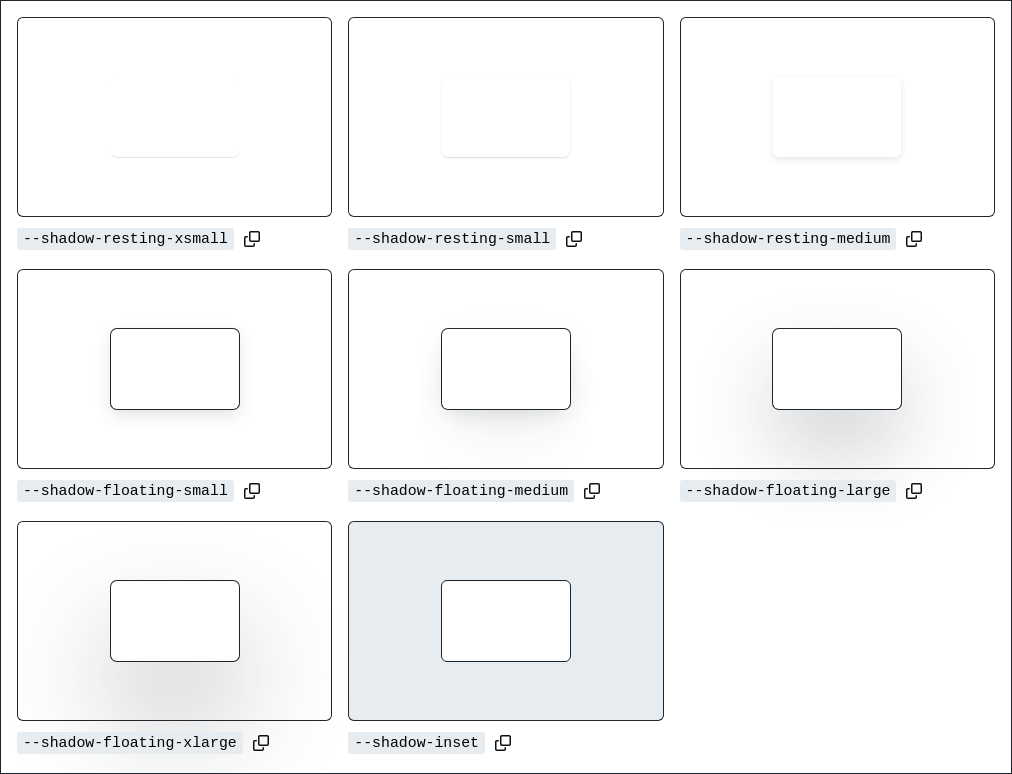 --shadow-resting-xsmall
--shadow-resting-small
--shadow-resting-medium
--shadow-floating-small
--shadow-floating-medium
--shadow-floating-large
--shadow-floating-xlarge
--shadow-inset